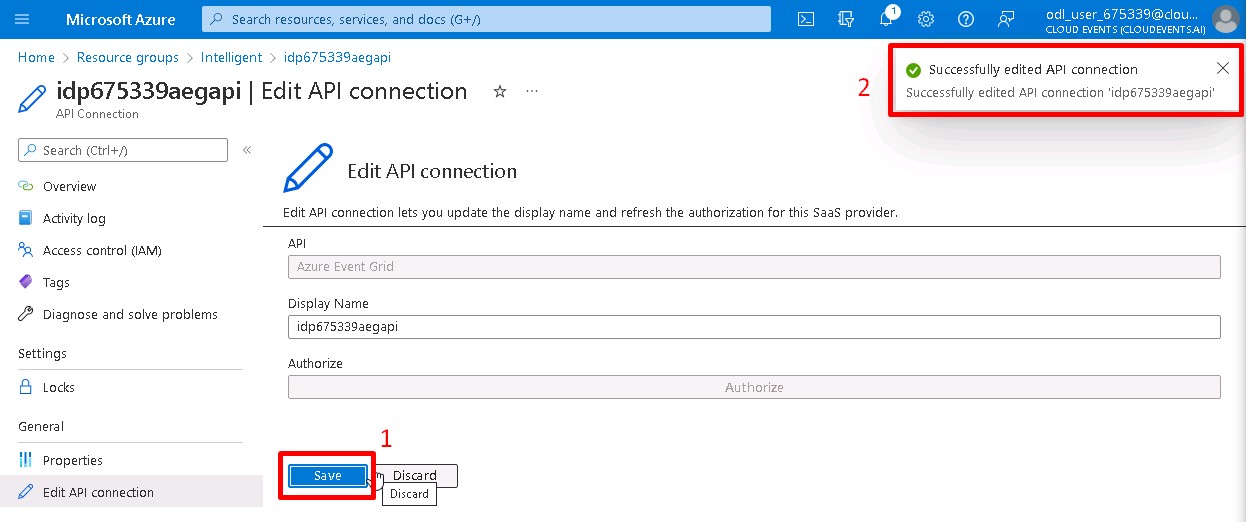 Microsoft Azure
Search resources, services, and docs (G+/)
1
odl_user_675339@clou...
CLOUD EVENTS (CLOUDEVENTS.AI)
Home > Resource groups > Intelligent > idp675339aegapi
idp675339aegapi | Edit API connection
API Connection
2
Successfully edited API connection
Successfully edited API connection 'idp675339aegapi'
Search (Ctrl+/)
Overview
Activity log
Access control (IAM)
Tags
Diagnose and solve problems
Settings
Locks
General
Properties
Edit API connection
Edit API connection
Edit API connection lets you update the display name and refresh the authorization for this SaaS provider.
API
Azure Event Grid
Display Name
idp675339aegapi
Authorize
Authorize
1
Save
Discard
Discard